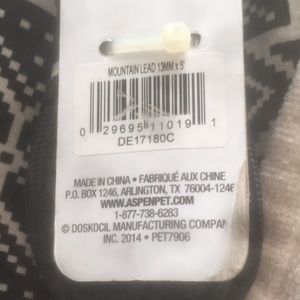 MOUNTAIN LEAD 13MM x 5'
0 29695 11019 1
DE17180C
MADE IN CHINA • FABRIQUÉ AUX CHINE
P.O. BOX 1246, ARLINGTON, TX 76004-1246
WWW.ASPENPET.COM
1-877-738-6283
© DOSKOCIL MANUFACTURING COMPAN
INC. 2014 • PET7906